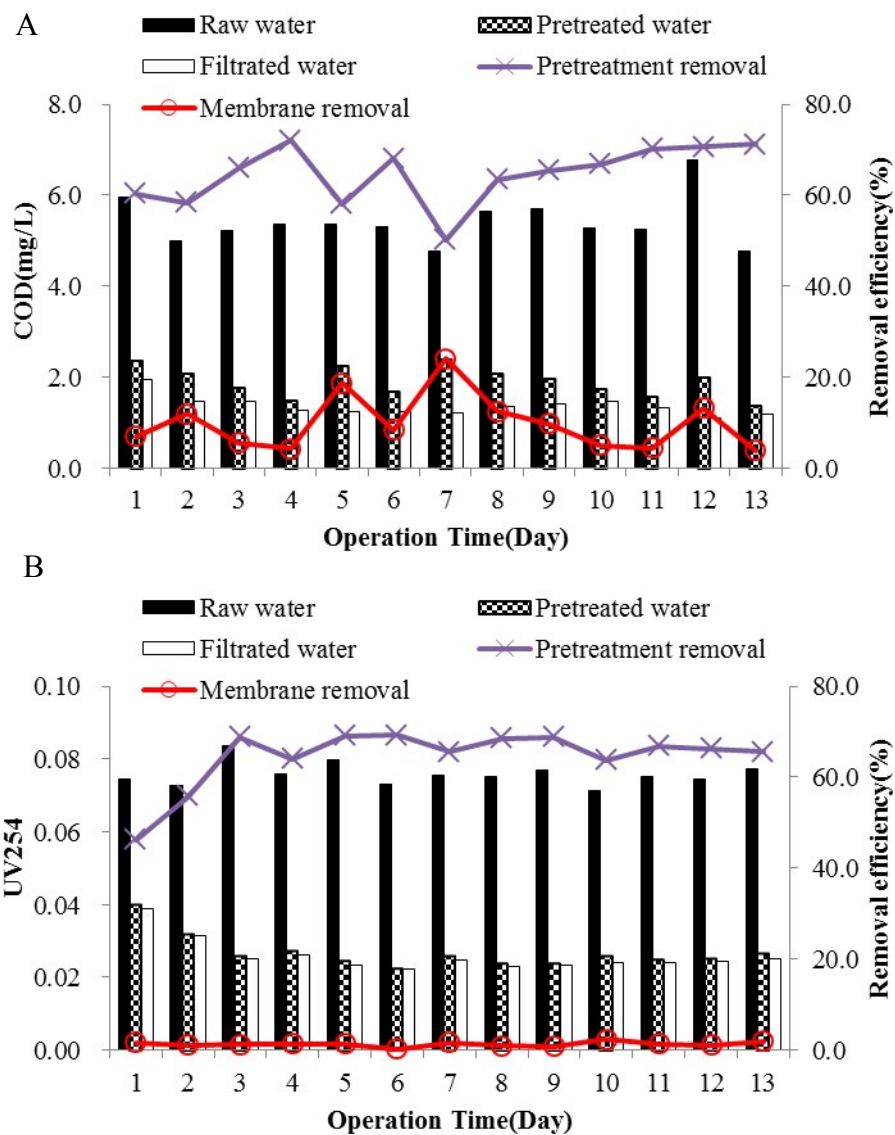 A
Raw water
Pretreated water
Filtrated water
Pretreatment removal
Membrane removal
8.0
6.0
4.0
2.0
0.0
COD(mg/L)
80.0
60.0
40.0
20.0
0.0
Removal efficiency(%)
1 2 3 4 5 6 7 8 9 10 11 12 13
Operation Time(Day)
B
Raw water
Pretreated water
Filtrated water
Pretreatment removal
Membrane removal
0.10
0.08
0.06
0.04
0.02
0.00
UV254
80.0
60.0
40.0
20.0
0.0
Removal efficiency(%)
1 2 3 4 5 6 7 8 9 10 11 12 13
Operation Time(Day)